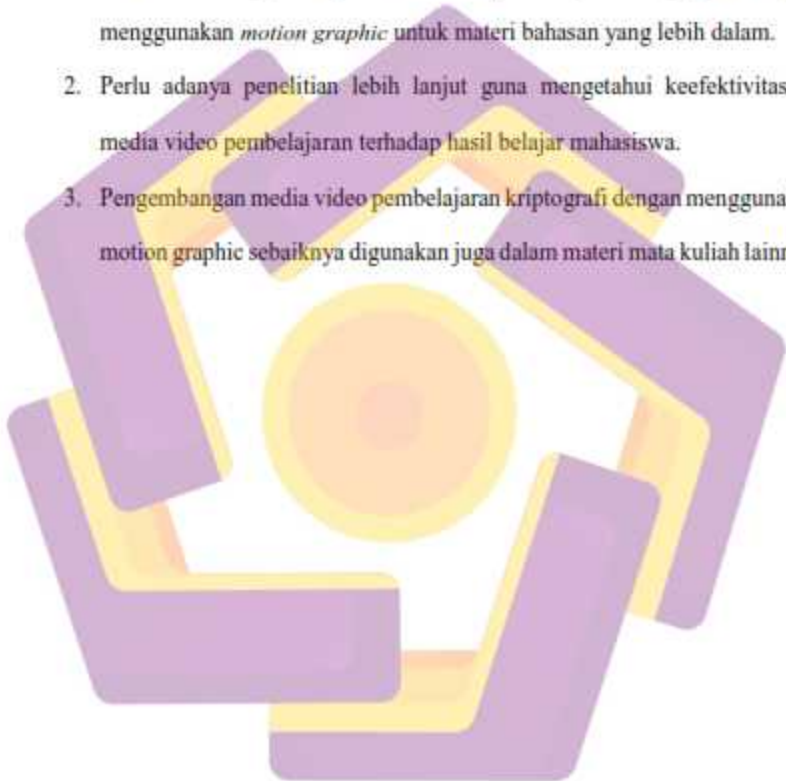 menggunakan motion graphic untuk materi bahasan yang lebih dalam.
2. Perlu adanya penelitian lebih lanjut guna mengetahui keefektivitas
media video pembelajaran terhadap hasil belajar mahasiswa.
3. Pengembangan media video pembelajaran kriptografi dengan mengguna
motion graphic sebaiknya digunakan juga dalam materi mata kuliah